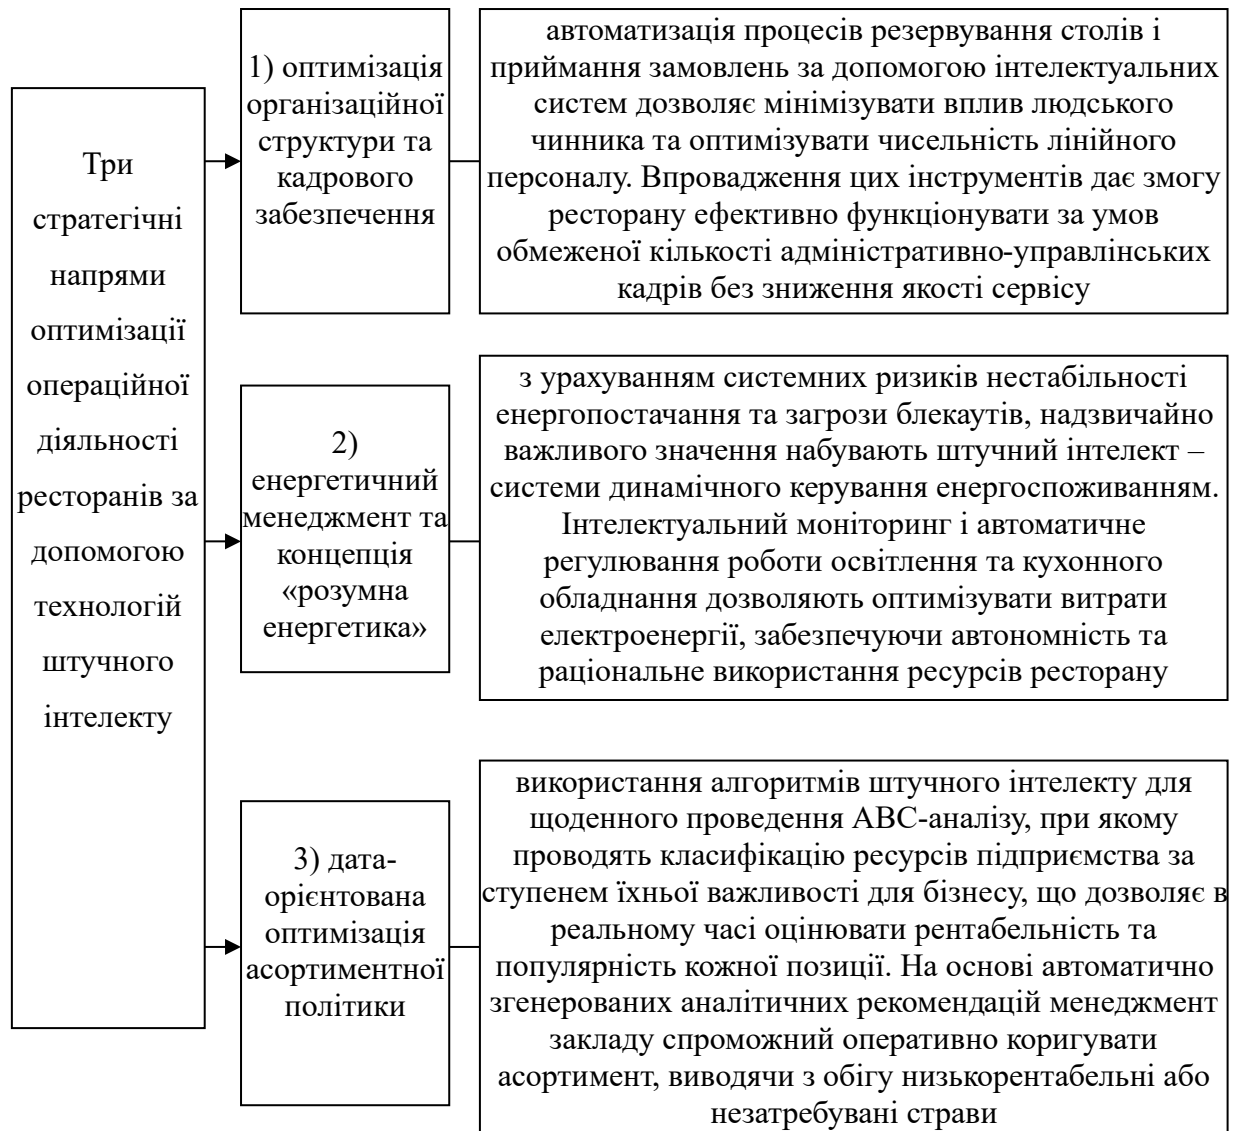 Три
стратегічні
напрями
оптимізації
операційної
діяльності
ресторанів за
допомогою
технологій
штучного
інтелекту
1) оптимізація
організаційної
структури та
кадрового
забезпечення
автоматизація процесів резервування столів і
приймання замовлень за допомогою інтелектуальних
систем дозволяє мінімізувати вплив людського
чинника та оптимізувати чисельність лінійного
персоналу. Впровадження цих інструментів дає змогу
ресторану ефективно функціонувати за умов
обмеженої кількості адміністративно-управлінських
кадрів без зниження якості сервісу
2)
енергетичний
менеджмент та
концепція
«розумна
енергетика»
з урахуванням системних ризиків нестабільності
енергопостачання та загрози блекаутів, надзвичайно
важливого значення набувають штучний інтелект –
системи динамічного керування енергоспоживанням.
Інтелектуальний моніторинг і автоматичне
регулювання роботи освітлення та кухонного
обладнання дозволяють оптимізувати витрати
електроенергії, забезпечуючи автономність та
раціональне використання ресурсів ресторану
3) дата-
орієнтована
оптимізація
асортиментної
політики
використання алгоритмів штучного інтелекту для
щоденного проведення АВС-аналізу, при якому
проводять класифікацію ресурсів підприємства за
ступенем їхньої важливості для бізнесу, що дозволяє в
реальному часі оцінювати рентабельність та
популярність кожної позиції. На основі автоматично
згенерованих аналітичних рекомендацій менеджмент
закладу спроможний оперативно коригувати
асортимент, виводячи з обігу низькорентабельні або
незатребувані страви